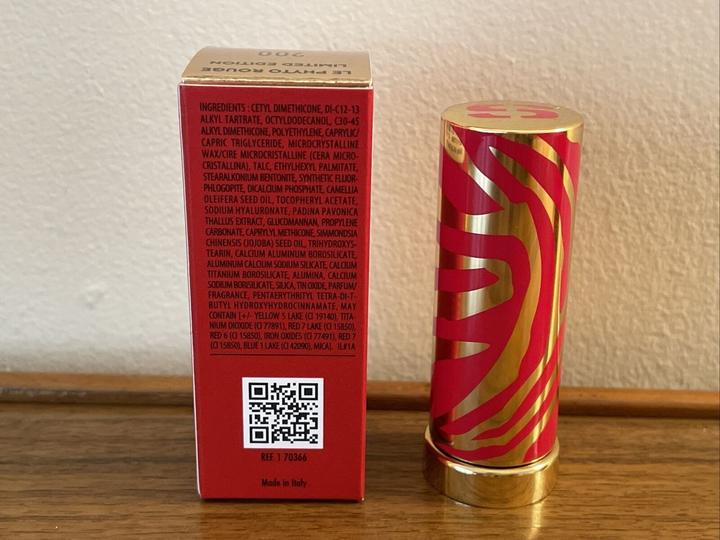 200
LIMITED EDITION
LE PHYTO ROUGE
INGREDIENTS : CETYL DIMETHICONE, DI-C12-13
ALKYL TARTRATE, OCTYLDODECANOL, C30-45
ALKYL DIMETHICONE, POLYETHYLENE, CAPRYLIC/
CAPRIC TRIGLYCERIDE, MICROCRYSTALLINE
WAX/CIRE MICROCRISTALLINE (CERA MICRO-
CRISTALLINA), TALC, ETHYLHEXYL PALMITATE,
STEARALKONIUM BENTONITE, SYNTHETIC FLUOR-
PHLOGOPITE, DICALCIUM PHOSPHATE, CAMELLIA
OLEIFERA SEED OIL, TOCOPHERYL ACETATE,
SODIUM HYALURONATE, PADINA PAVONICA
THALLUS EXTRACT, GLUCOMANNAN, PROPYLENE
CARBONATE, CAPRYLYL METHICONE, SIMMONDSIA
CHINENSIS (JOJOBA) SEED OIL, TRIHYDROXYS-
TEARIN, CALCIUM ALUMINUM BOROSILICATE,
ALUMINUM CALCIUM SODIUM SILICATE, CALCIUM
TITANIUM BOROSILICATE, ALUMINA, CALCIUM
SODIUM BOROSILICATE, SILICA, TIN OXIDE, PARFUM/
FRAGRANCE, PENTAERYTHRITYL TETRA-DI-T-
BUTYL HYDROXYHYDROCINNAMATE, MAY
CONTAIN [+/- YELLOW 5 LAKE (CI 19140), TITA-
NIUM DIOXIDE (CI 77891), RED 7 LAKE (CI 15850),
RED 6 (CI 15850), IRON OXIDES (CI 77491), RED 7
(CI 15850), BLUE 1 LAKE (CI 42090), MICA]. IL#1A
REF. 170366
Made in Italy